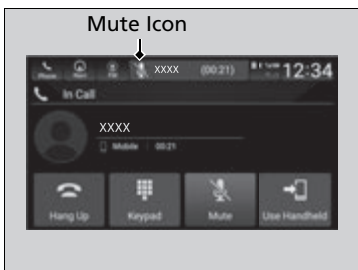 Mute Icon
Phone XXXX (00:21) 12:34
In Call
XXXX
Mobile 00:21
Hang Up Keypad Mute Use Handheld